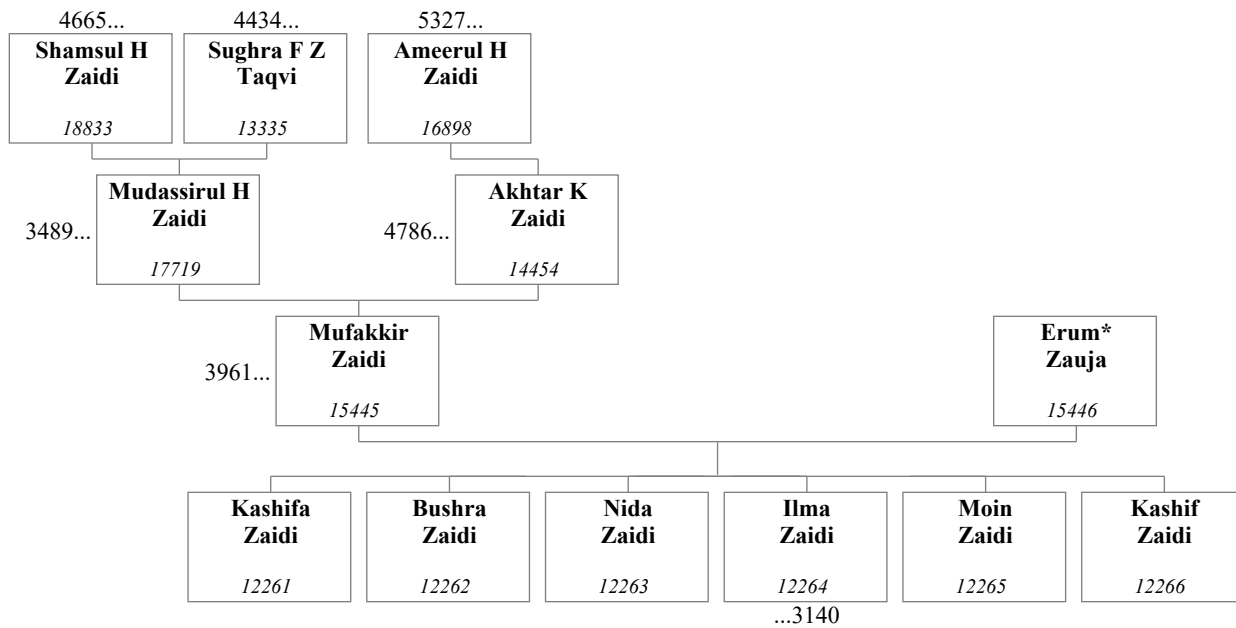 4665...
4434...
5327...
Shamsul H
Zaidi
18833
Sughra F Z
Taqvi
13335
Ameerul H
Zaidi
16898
3489...
Mudassirul H
Zaidi
17719
4786...
Akhtar K
Zaidi
14454
3961...
Mufakkir
Zaidi
15445
Erum*
Zauja
15446
Kashifa
Zaidi
12261
Bushra
Zaidi
12262
Nida
Zaidi
12263
Ilma
Zaidi
12264
...3140
Moin
Zaidi
12265
Kashif
Zaidi
12266